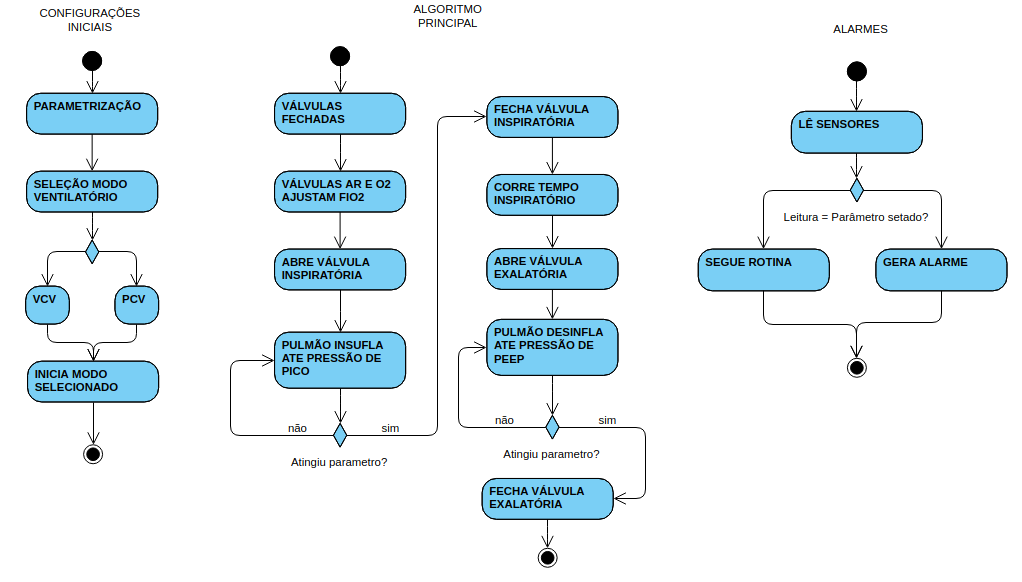 CONFIGURAÇÕES
INICIAIS
PARAMETRIZAÇÃO
SELEÇÃO MODO
VENTILATÓRIO
VCV
PCV
INICIA MODO
SELECIONADO
ALGORITMO
PRINCIPAL
VÁLVULAS
FECHADAS
VÁLVULAS AR E O2
AJUSTAM FIO2
ABRE VÁLVULA
INSPIRATÓRIA
PULMÃO INSUFLA
ATE PRESSÃO DE
PICO
não
sim
Atingiu parametro?
FECHA VÁLVULA
INSPIRATÓRIA
CORRE TEMPO
INSPIRATÓRIO
ABRE VÁLVULA
EXALATÓRIA
PULMÃO DESINFLA
ATE PRESSÃO DE
PEEP
não
sim
Atingiu parametro?
FECHA VÁLVULA
EXALATÓRIA
ALARMES
LÊ SENSORES
Leitura = Parâmetro setado?
SEGUE ROTINA
GERA ALARME